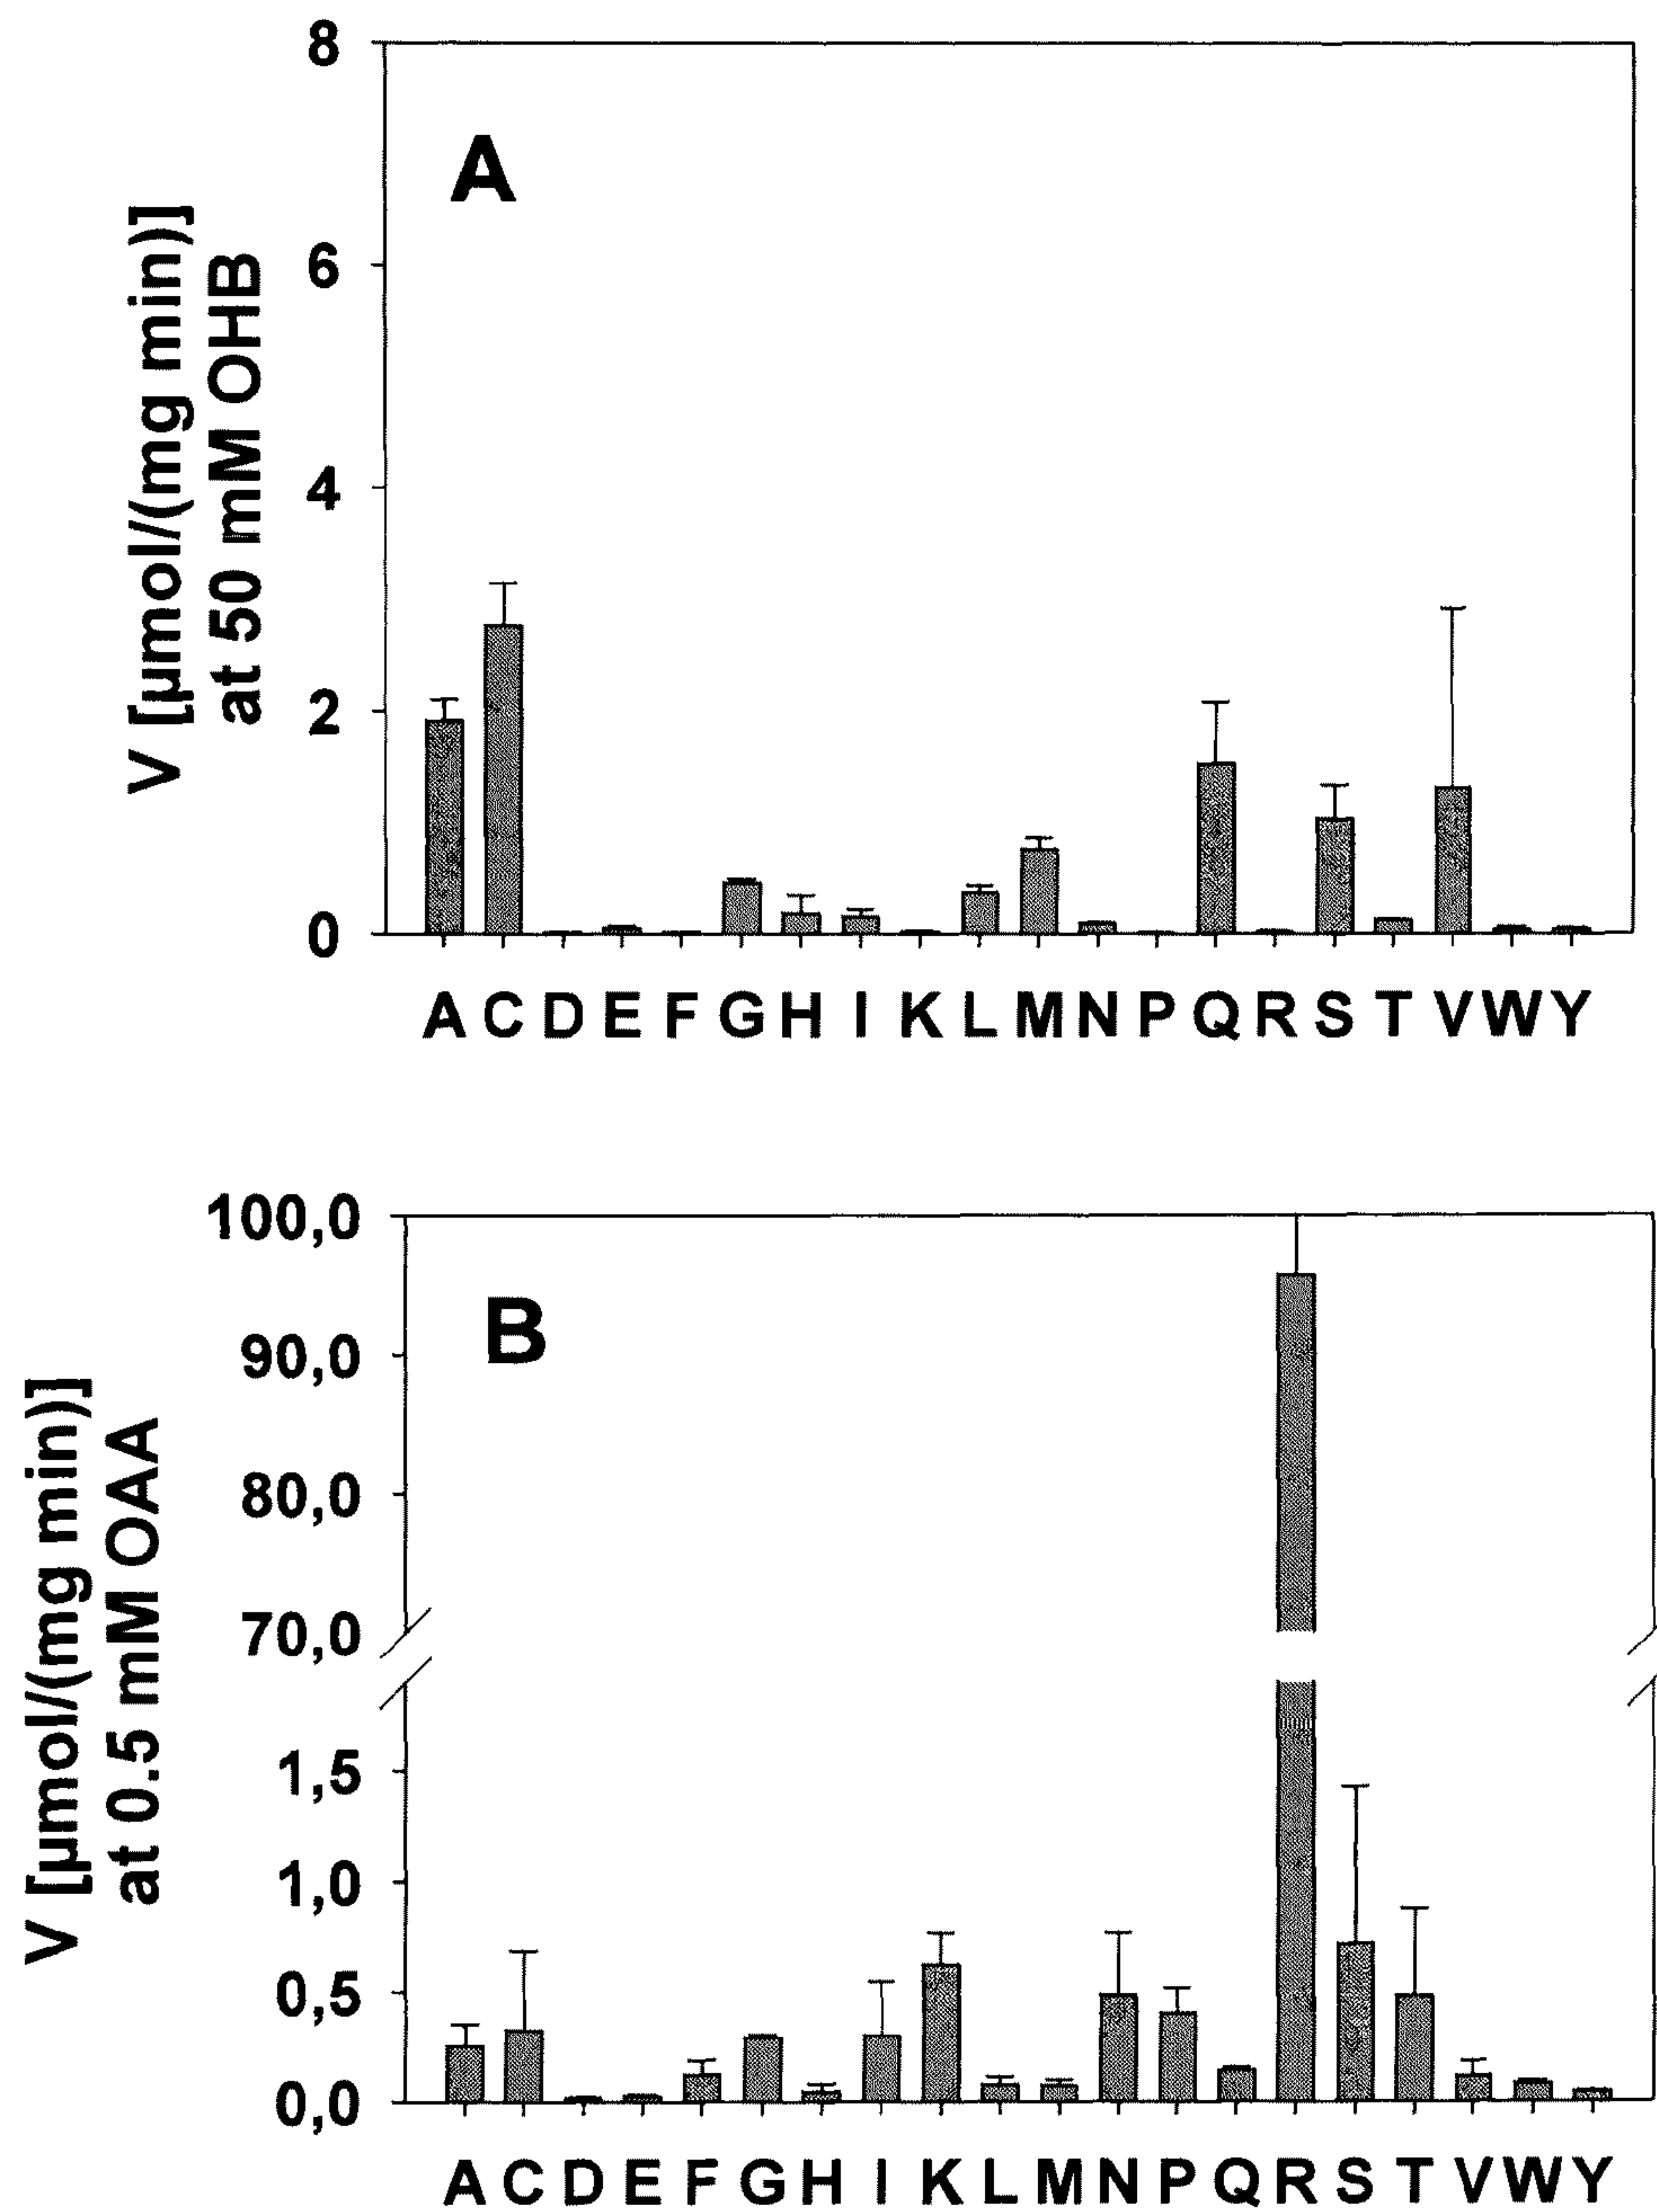 8
A
6
4
2
0
V [µmol/(mg min)]
at 50 mM OHB
A C D E F G H I K L M N P Q R S T V W Y
100,0
B
90,0
80,0
70,0
1,5
1,0
0,5
0,0
V [µmol/(mg min)]
at 0.5 mM OAA
A C D E F G H I K L M N P Q R S T V W Y